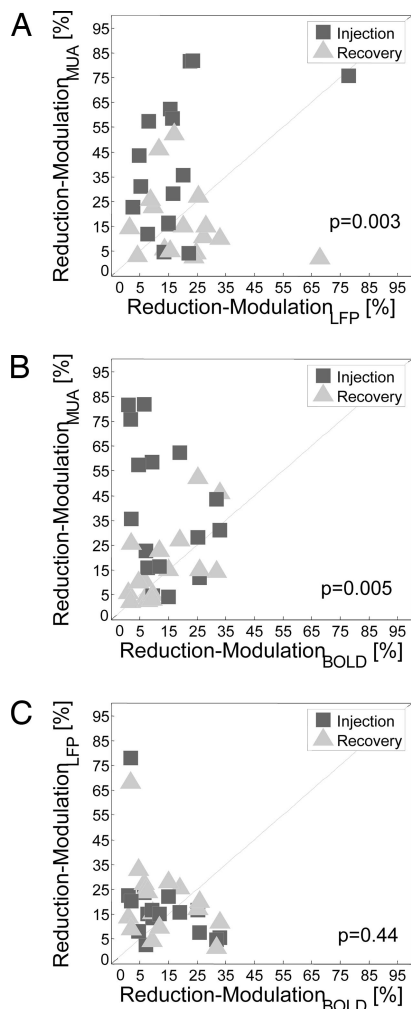 A
Reduction-Modulation_MUA [%]
95
85
75
65
55
45
35
25
15
5
0
Injection
Recovery
p=0.003
0 5 15 25 35 45 55 65 75 85 95
Reduction-Modulation_LFP [%]
B
Reduction-Modulation_MUA [%]
95
85
75
65
55
45
35
25
15
5
0
Injection
Recovery
p=0.005
0 5 15 25 35 45 55 65 75 85 95
Reduction-Modulation_BOLD [%]
C
Reduction-Modulation_LFP [%]
95
85
75
65
55
45
35
25
15
5
0
Injection
Recovery
p=0.44
0 5 15 25 35 45 55 65 75 85 95
Reduction-Modulation_BOLD [%]